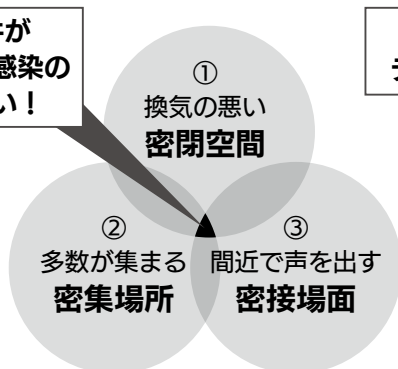 が
感染の
い！
①
換気の悪い
密閉空間
②
多数が集まる
密集場所
③
間近で声を出す
密接場面